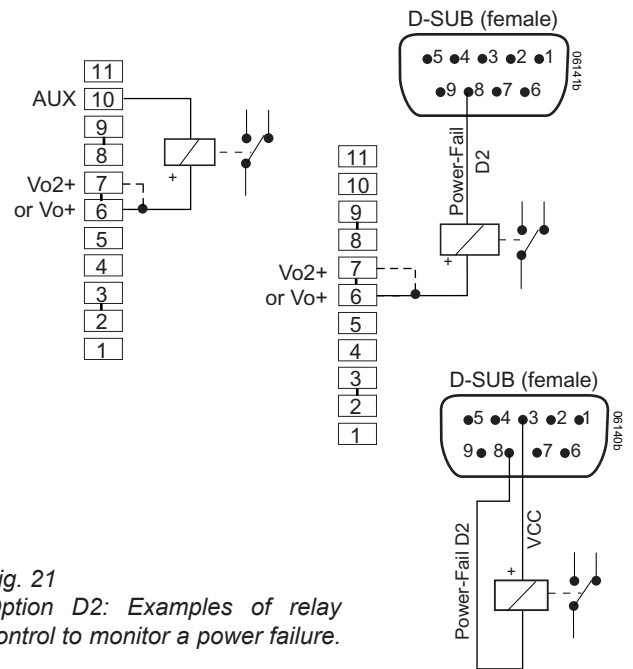 11
AUX 10
9
8
Vo2+ 7
or Vo+ 6
5
4
3
2
1
+
D-SUB (female)
5 4 3 2 1
9 8 7 6
06141b
Power-Fail
D2
11
10
9
8
Vo2+ 7
or Vo+ 6
5
4
3
2
1
+
D-SUB (female)
5 4 3 2 1
9 8 7 6
06140b
Power-Fail D2
VCC
+
ig. 21
ption D2: Examples of relay
ontrol to monitor a power failure.